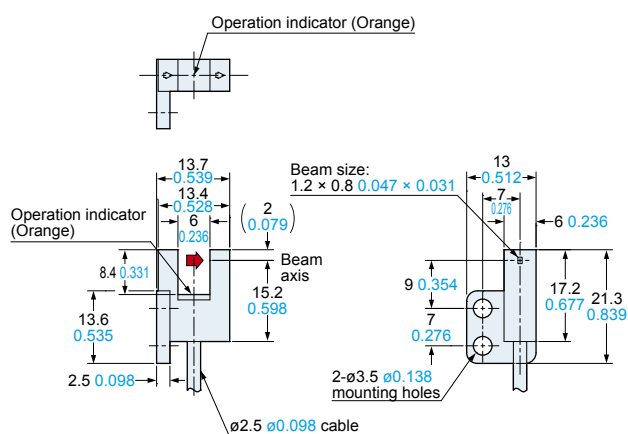 Operation indicator (Orange)
13.7
0.539
13.4
0.528
6
0.236
2
(0.079)
Operation indicator
(Orange)
Beam
axis
8.4 0.331
15.2
0.598
13.6
0.535
2.5 0.098
ø2.5 ø0.098 cable
Beam size:
1.2 × 0.8 0.047 × 0.031
13
0.512
7
0.276
6 0.236
9 0.354
17.2
0.677
21.3
0.839
7
0.276
2-ø3.5 ø0.138
mounting holes